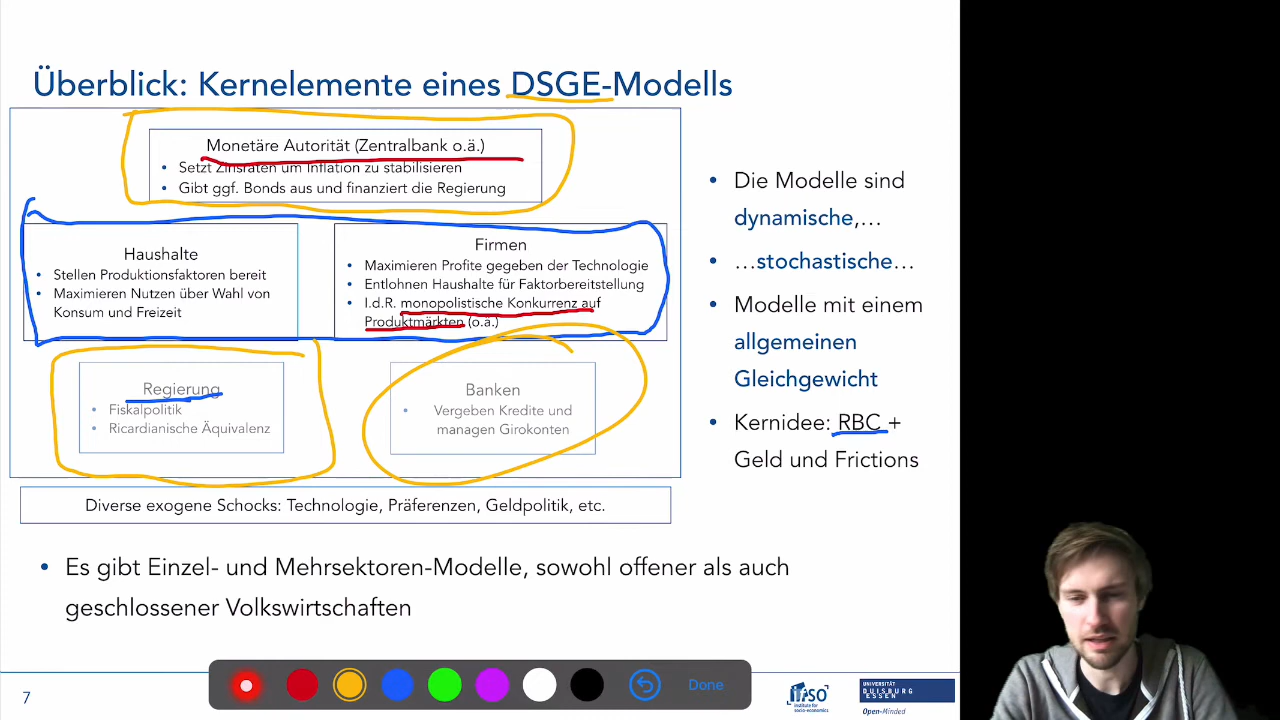 Überblick: Kernelemente eines DSGE-Modells
Monetäre Autorität (Zentralbank o.ä.)
• Setzt Zinsraten um Inflation zu stabilisieren
• Gibt ggf. Bonds aus und finanziert die Regierung
Haushalte
• Stellen Produktionsfaktoren bereit
• Maximieren Nutzen über Wahl von
Konsum und Freizeit
Firmen
• Maximieren Profite gegeben der Technologie
• Entlohnen Haushalte für Faktorbereitstellung
• I.d.R. monopolistische Konkurrenz auf
Produktmärkten (o.ä.)
Regierung
• Fiskalpolitik
• Ricardianische Äquivalenz
Banken
• Vergeben Kredite und
managen Girokonten
Diverse exogene Schocks: Technologie, Präferenzen, Geldpolitik, etc.
• Die Modelle sind
dynamische,…
• …stochastische…
• Modelle mit einem
allgemeinen
Gleichgewicht
• Kernidee: RBC +
Geld und Frictions
• Es gibt Einzel- und Mehrsektoren-Modelle, sowohl offener als auch
geschlossener Volkswirtschaften
7
Done
ifso
institute for
socio-economics
UNIVERSITÄT
DUISBURG
ESSEN
Open-Minded